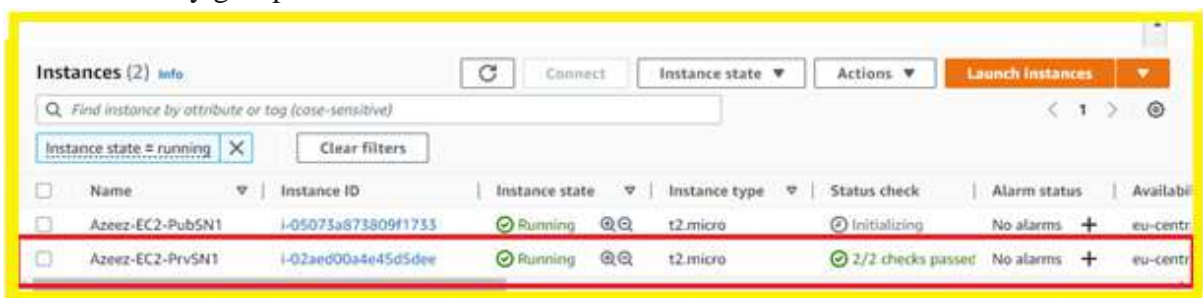 Instances (2) Info Connect Instance state Actions Launch Instances
Find instance by attribute or tag (case-sensitive) 1
Instance state = running Clear filters
Name Instance ID Instance state Instance type Status check Alarm status Availabi
Azeez-EC2-PubSN1 i-05073a873809f1733 Running t2.micro Initializing No alarms eu-centr
Azeez-EC2-PrvSN1 i-02aed00a4e45d5dee Running t2.micro 2/2 checks passed No alarms eu-centr